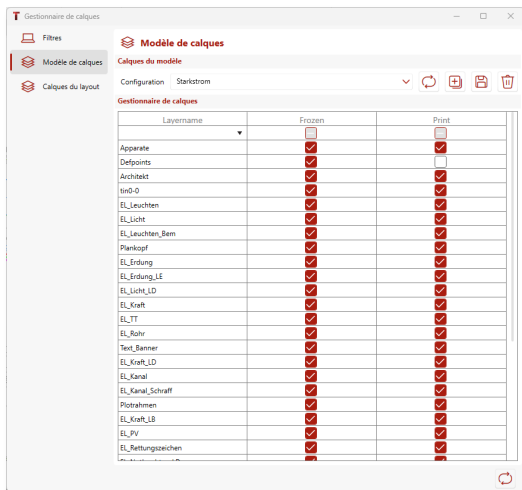 Gestionnaire de calques
Filtres
Modèle de calques
Calques du layout
Modèle de calques
Calques du modèle
Configuration Starkstrom
Gestionnaire de calques
Layername Frozen Print
Apparate
Defpoints
Architekt
tin0-0
EL_Leuchten
EL_Licht
EL_Leuchten_Bem
Plankopf
EL_Erdung
EL_Erdung_LE
EL_Licht_LD
EL_Kraft
EL_TT
EL_Rohr
Text_Banner
EL_Kraft_LD
EL_Kanal
EL_Kanal_Schraff
Plotrahmen
EL_Kraft_LB
EL_PV
EL_Rettungszeichen